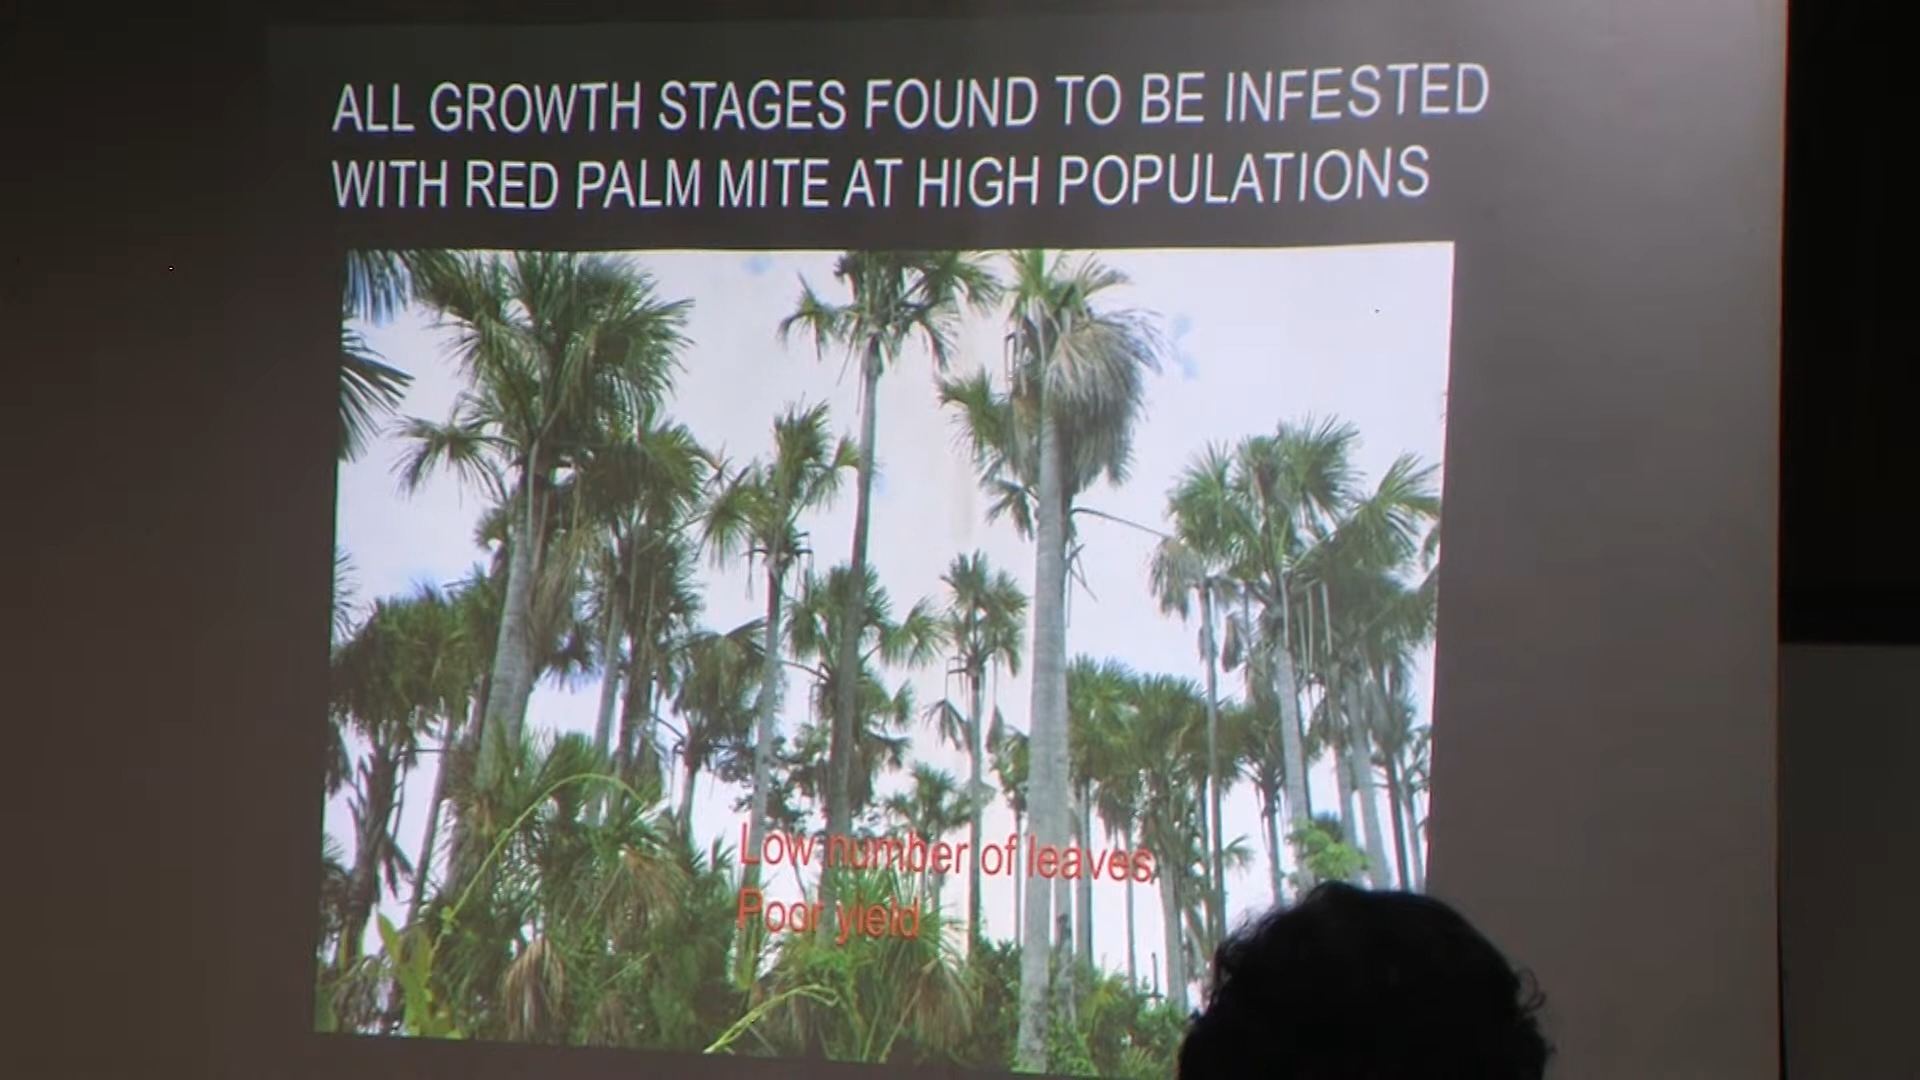 ALL GROWTH STAGES FOUND TO BE INFESTED
WITH RED PALM MITE AT HIGH POPULATIONS
Low number of leaves
Poor yield